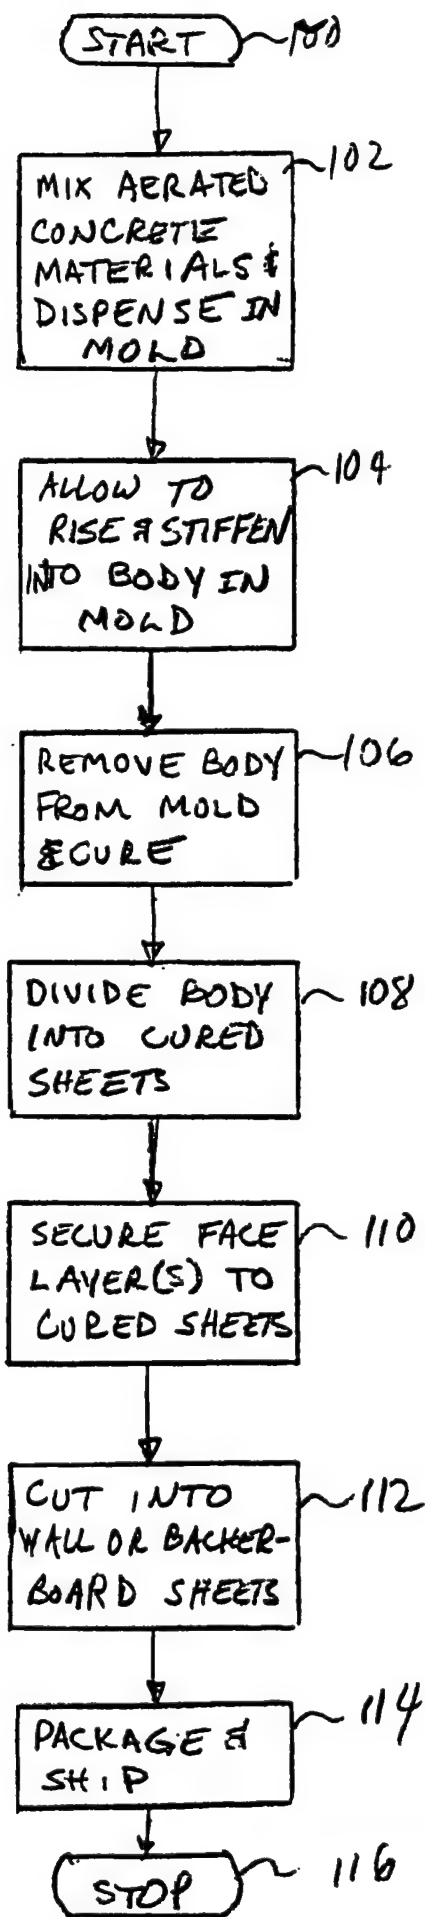 START 100
102
MIX AERATED
CONCRETE
MATERIALS &
DISPENSE IN
MOLD
104
ALLOW TO
RISE & STIFFEN
INTO BODY IN
MOLD
106
REMOVE BODY
FROM MOLD
& CURE
DIVIDE BODY 108
INTO CURED
SHEETS
SECURE FACE 110
LAYER(S) TO
CURED SHEETS
CUT INTO 112
WALL OR BACKER-
BOARD SHEETS
PACKAGE & 114
SHIP
STOP 116